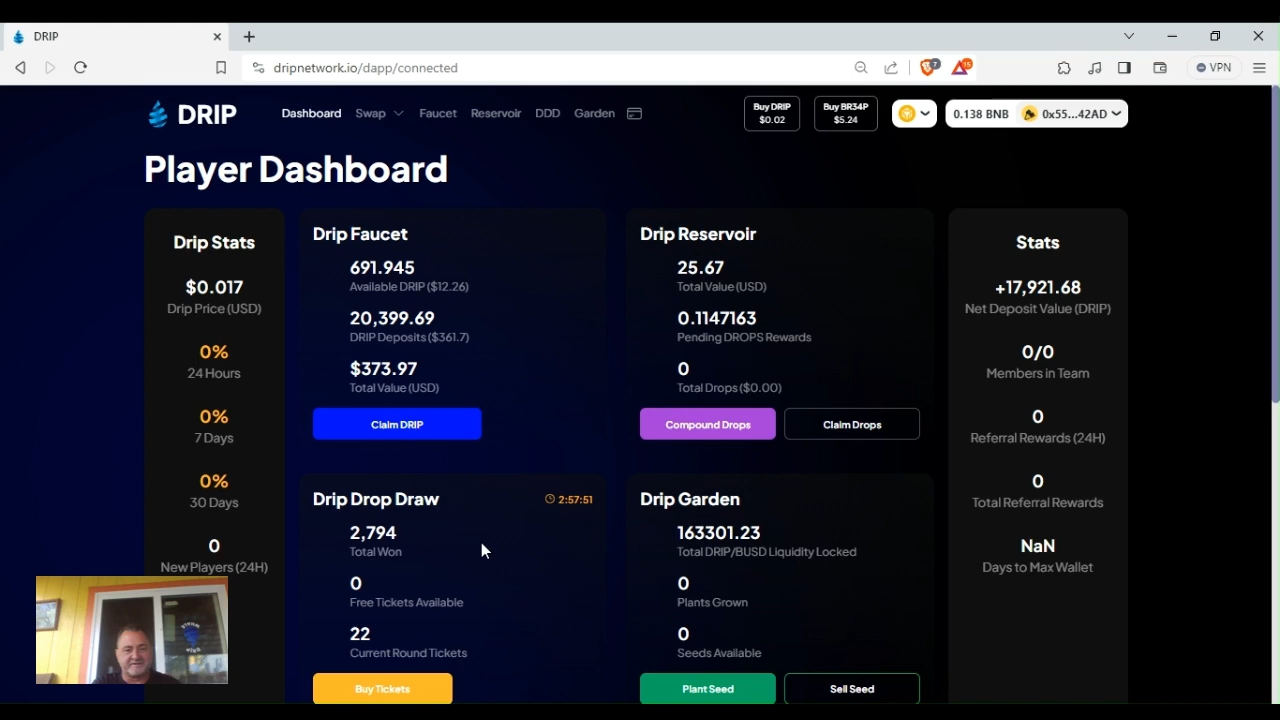 DRIP
dripnetwork.io/dapp/connected
7
15
VPN
DRIP
Dashboard
Swap
Faucet
Reservoir
DDD
Garden
Buy DRIP
$0.02
Buy BR34P
$5.24
0.138 BNB
0x55...42AD
Player Dashboard
Drip Stats
$0.017
Drip Price (USD)
0%
24 Hours
0%
7 Days
0%
30 Days
0
New Players (24H)
Drip Faucet
691.945
Available DRIP ($12.26)
20,399.69
DRIP Deposits ($361.7)
$373.97
Total Value (USD)
Claim DRIP
Drip Reservoir
25.67
Total Value (USD)
0.1147163
Pending DROPS Rewards
0
Total Drops ($0.00)
Compound Drops
Claim Drops
Drip Drop Draw
2:57:51
2,794
Total Won
0
Free Tickets Available
22
Current Round Tickets
Buy Tickets
Drip Garden
163301.23
Total DRIP/BUSD Liquidity Locked
0
Plants Grown
0
Seeds Available
Plant Seed
Sell Seed
Stats
+17,921.68
Net Deposit Value (DRIP)
0/0
Members in Team
0
Referral Rewards (24H)
0
Total Referral Rewards
NaN
Days to Max Wallet